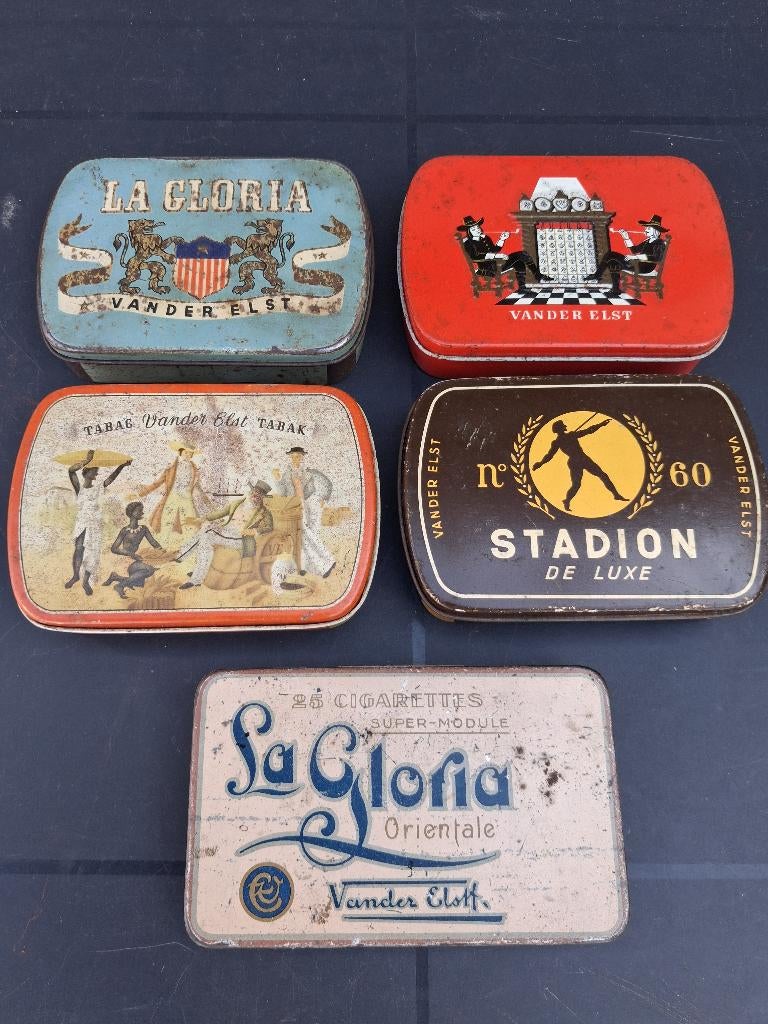 LA GLORIA
VANDER ELST
VANDER ELST
TABAC Vander Elst TABAK
VANDER ELST
N° 60
VANDER ELST
STADION
DE LUXE
25 CIGARETTES
SUPER-MODULE
La Gloria
Orientale
Vander Elst